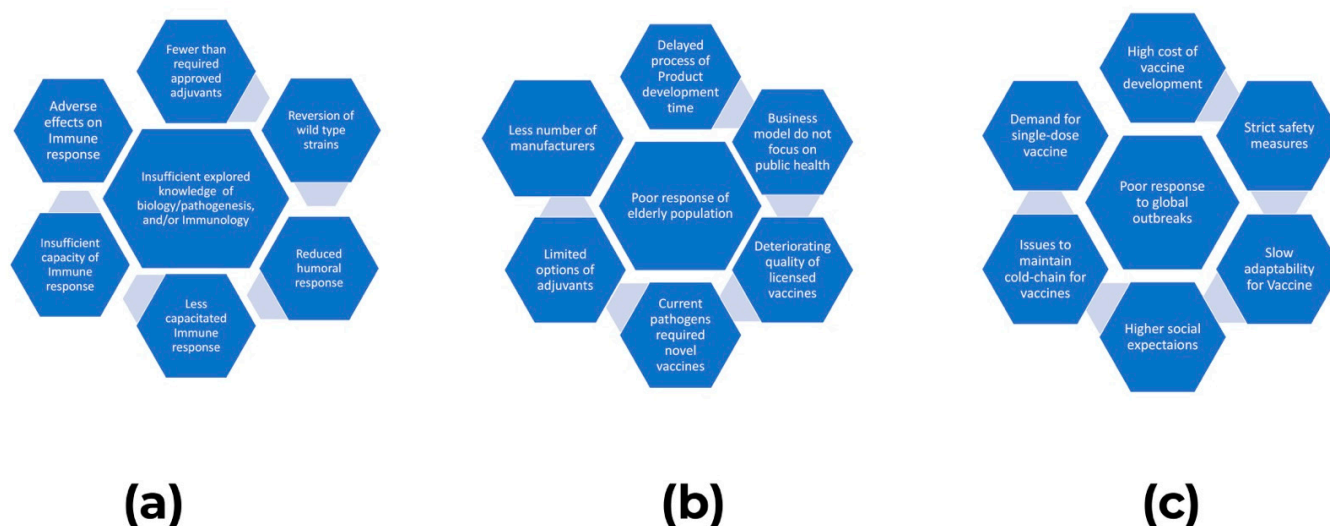 Fewer than
required
approved
adjuvants
Adverse
effects on
Immune
response
Reversion of
wild type
strains
Insufficient explored
knowledge of
biology/pathogenesis,
and/or Immunology
Insufficient
capacity of
Immune
response
Reduced
humoral
response
Less
capacitated
Immune
response
(a)
Delayed
process of
Product
development
time
Less number of
manufacturers
Business
model do not
focus on
public health
Poor response of
elderly population
Limited
options of
adjuvants
Deteriorating
quality of
licensed
vaccines
Current
pathogens
required
novel
vaccines
(b)
High cost of
vaccine
development
Demand for
single-dose
vaccine
Strict safety
measures
Poor response
to global
outbreaks
Issues to
maintain
cold-chain for
vaccines
Slow
adaptability
for Vaccine
Higher social
expectaions
(c)